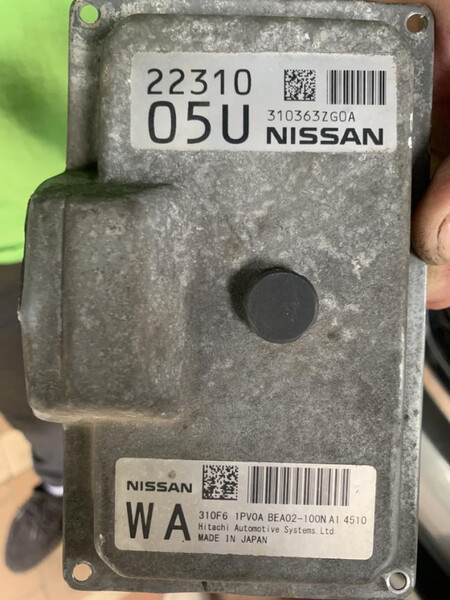 22310
05U
310363ZG0A
NISSAN
NISSAN
WA
310F6 1PV0A BEA02-100N A1 4510
Hitachi Automotive Systems,Ltd.
MADE IN JAPAN